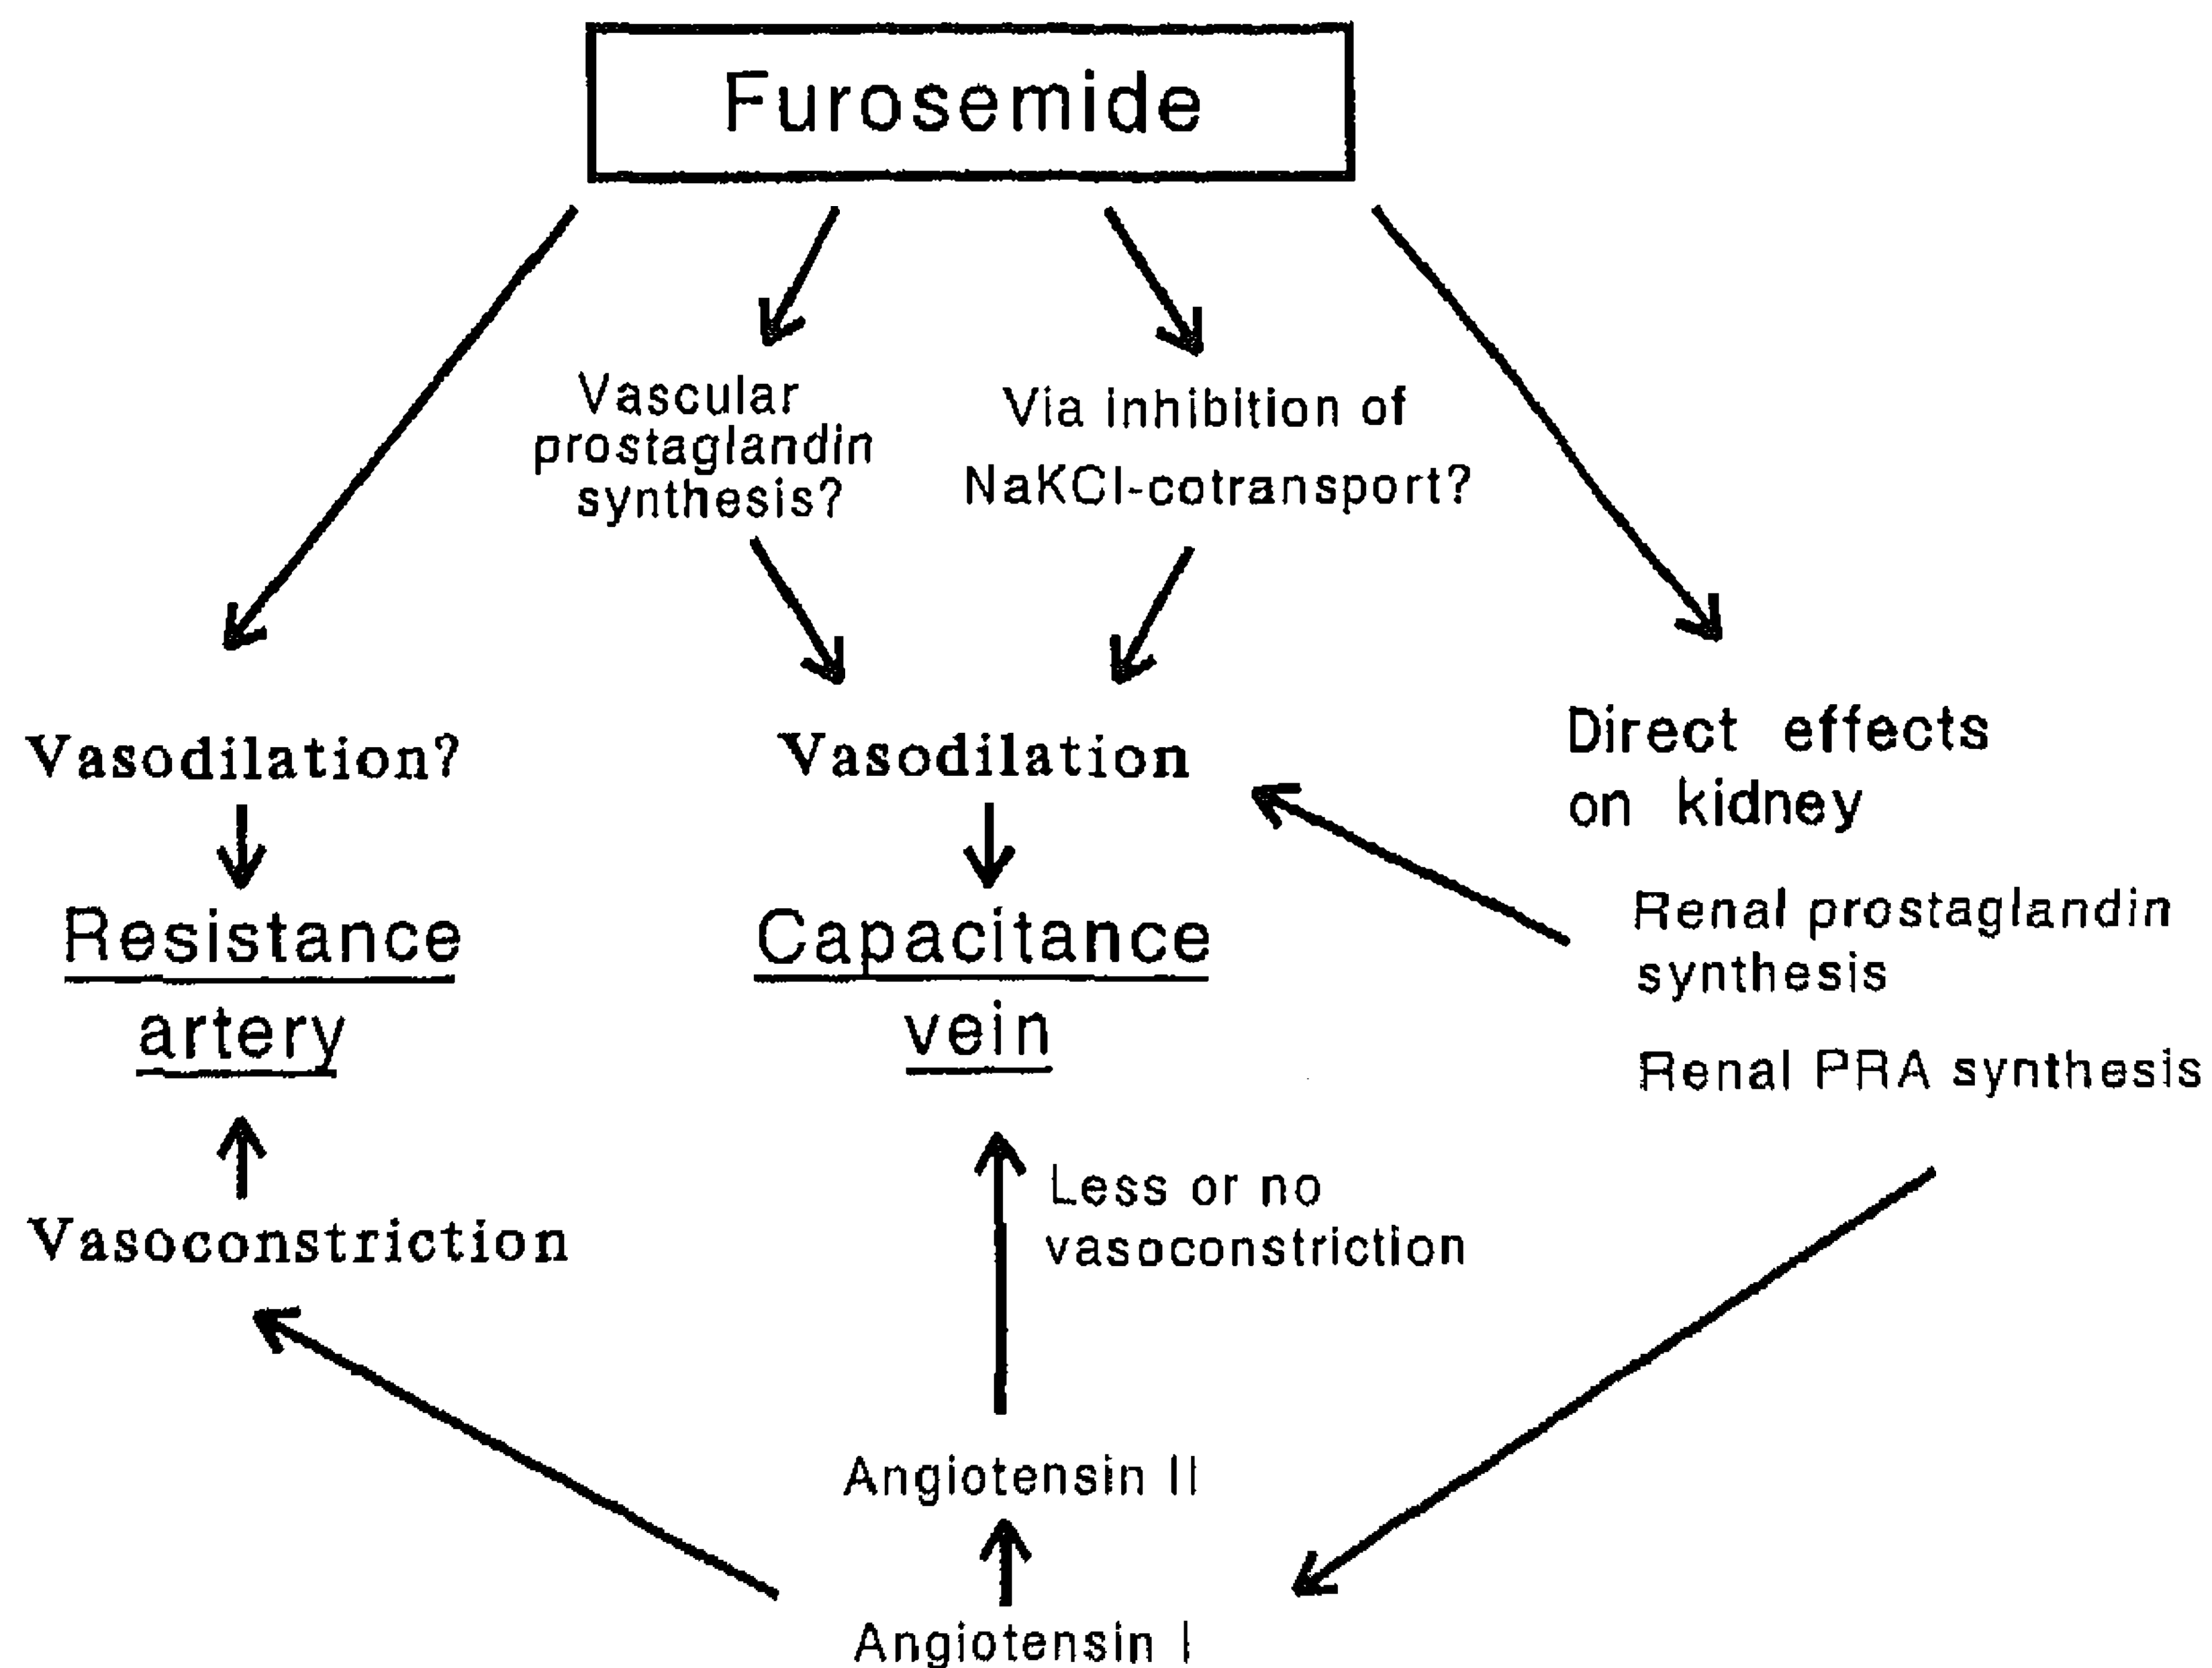 Furosemide
Vascular
prostaglandin
synthesis?
Via inhibition of
NaKCl-cotransport?
Vasodilation?
Vasodilation
Direct effects
on kidney
Resistance
artery
Capacitance
vein
Renal prostaglandin
synthesis
Renal PRA synthesis
Vasoconstriction
Less or no
vasoconstriction
Angiotensin II
Angiotensin I